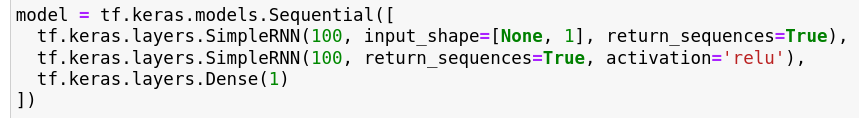 model = tf.keras.models.Sequential([
  tf.keras.layers.SimpleRNN(100, input_shape=[None, 1], return_sequences=True),
  tf.keras.layers.SimpleRNN(100, return_sequences=True, activation='relu'),
  tf.keras.layers.Dense(1)
])